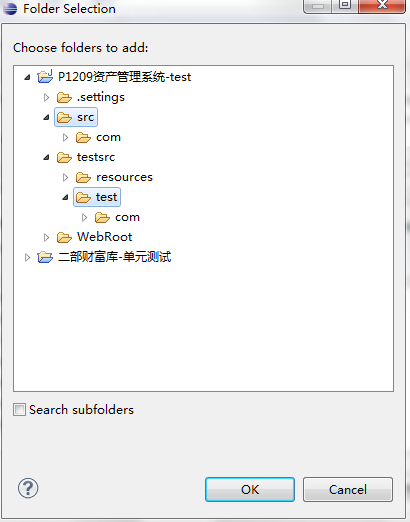 Folder Selection
Choose folders to add:
P1209资产管理系统-test
.settings
src
com
testsrc
resources
test
com
WebRoot
二部财富库-单元测试
Search subfolders
?
OK
Cancel